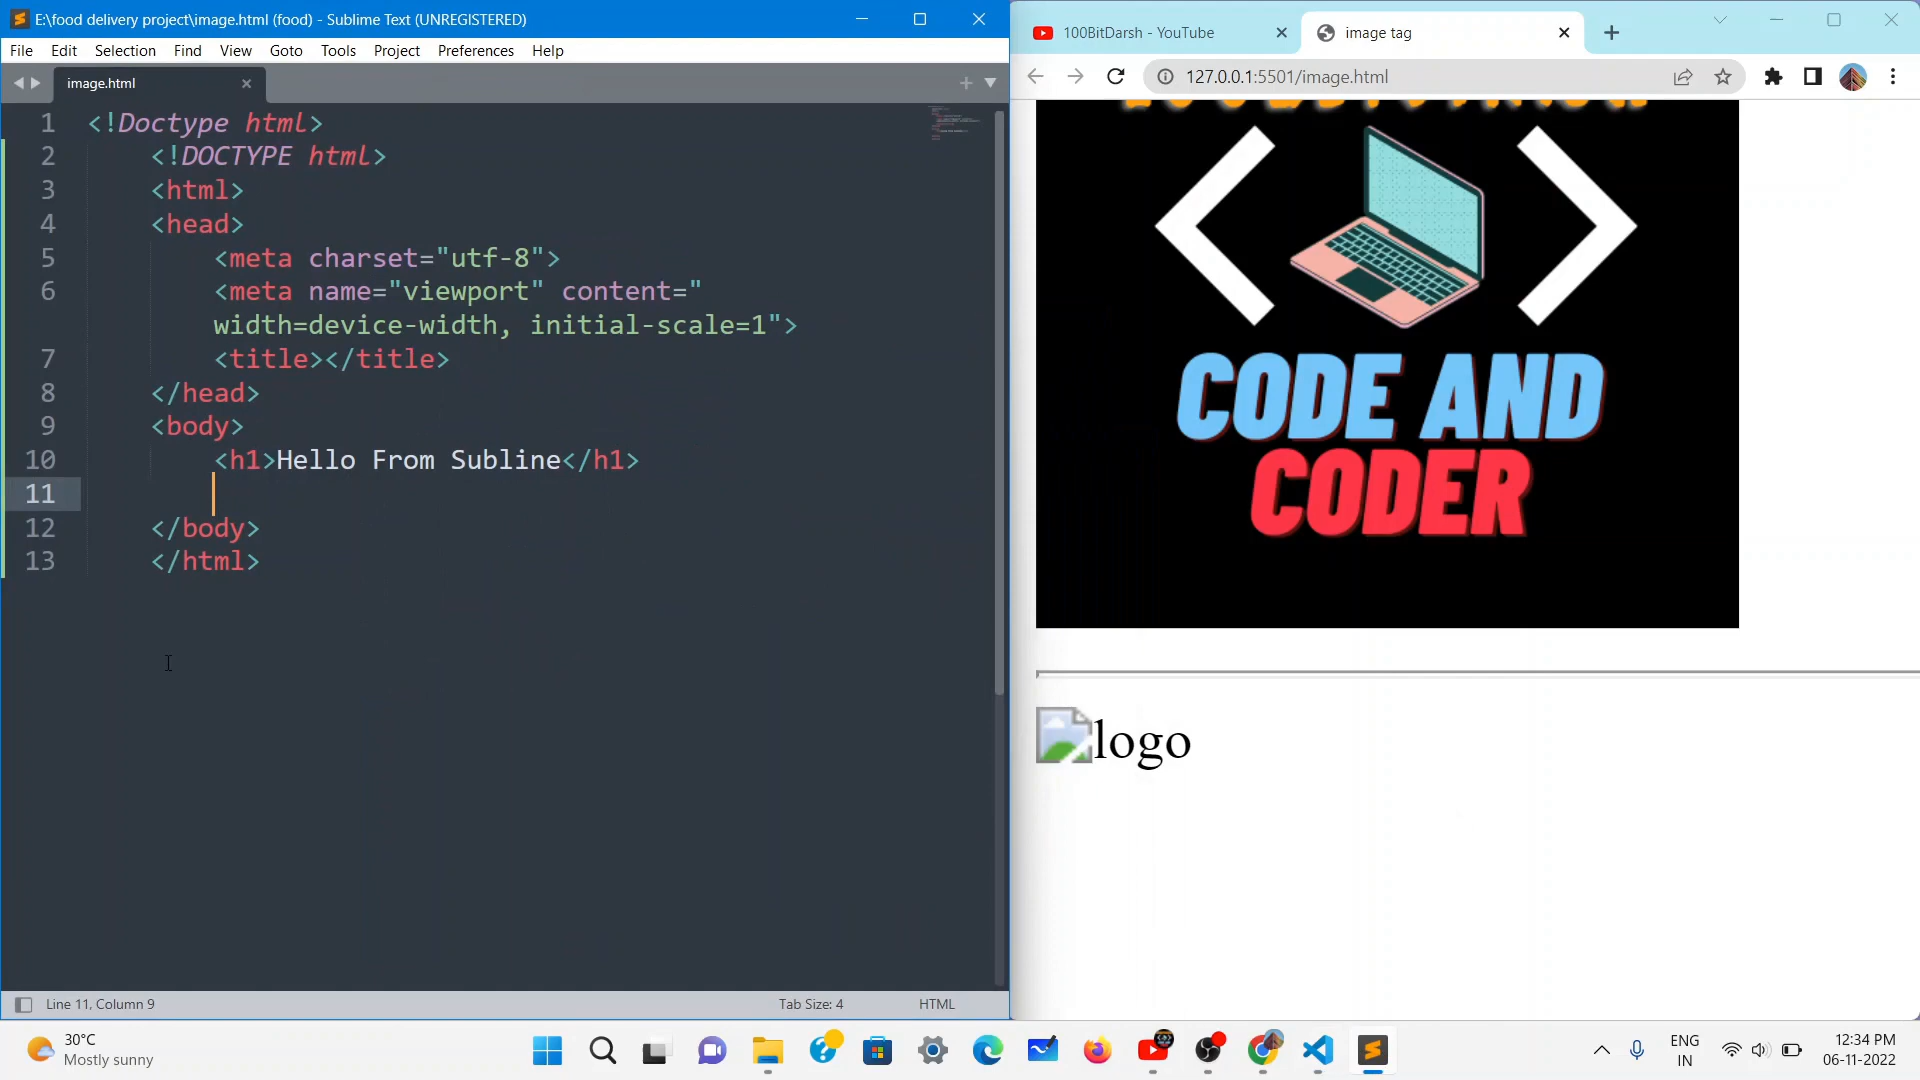 E:\food delivery project\image.html (food) - Sublime Text (UNREGISTERED)
File Edit Selection Find View Goto Tools Project Preferences Help
image.html
1 <!Doctype html>
2 <!DOCTYPE html>
3 <html>
4 <head>
5 <meta charset="utf-8">
6 <meta name="viewport" content="
width=device-width, initial-scale=1">
7 <title></title>
8 </head>
9 <body>
10 <h1>Hello From Subline</h1>
11
12 </body>
13 </html>
Line 11, Column 9
Tab Size: 4
HTML
100BitDarsh - YouTube
image tag
127.0.0.1:5501/image.html
CODE AND
CODER
logo
30°C
Mostly sunny
ENG
IN
12:34 PM
06-11-2022